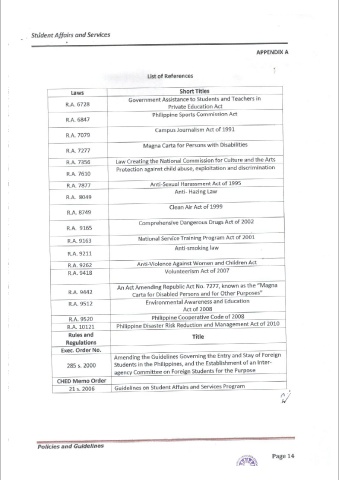 Student Affairs and Services
APPENDIX A
List of References
Laws Short Titles
R.A. 6728 Government Assistance to Students and Teachers in
Private Education Act
R.A. 6847 Philippine Sports Commission Act
R.A. 7079 Campus Journalism Act of 1991
R.A. 7277 Magna Carta for Persons with Disabilities
R.A. 7356 Law Creating the National Commission for Culture and the Arts
R.A. 7610 Protection against child abuse, exploitation and discrimination
R.A. 7877 Anti-Sexual Harassment Act of 1995
R.A. 8049 Anti- Hazing Law
R.A. 8749 Clean Air Act of 1999
R.A. 9165 Comprehensive Dangerous Drugs Act of 2002
R.A. 9163 National Service Training Program Act of 2001
R.A. 9211 Anti-smoking law
R.A. 9262 Anti-Violence Against Women and Children Act
R.A. 9418 Volunteerism Act of 2007
R.A. 9442 An Act Amending Republic Act No. 7277, known as the "Magna
Carta for Disabled Persons and for Other Purposes"
R.A. 9512 Environmental Awareness and Education
Act of 2008
R.A. 9520 Philippine Cooperative Code of 2008
R.A. 10121 Philippine Disaster Risk Reduction and Management Act of 2010
Rules and
Regulations Title
Exec. Order No.
285 s. 2000 Amending the Guidelines Governing the Entry and Stay of Foreign
Students in the Philippines, and the Establishment of an Inter-
agency Committee on Foreign Students for the Purpose
CHED Memo Order
21 s. 2006 Guidelines on Student Affairs and Services Program
Policies and Guidelines
Page 14